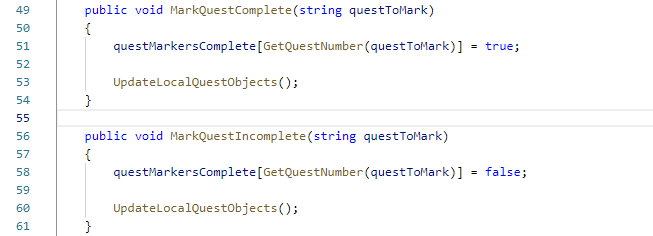 49 public void MarkQuestComplete(string questToMark)
50 {
51 questMarkersComplete[GetQuestNumber(questToMark)] = true;
52
53 UpdateLocalQuestObjects();
54 }
55
56 public void MarkQuestIncomplete(string questToMark)
57 {
58 questMarkersComplete[GetQuestNumber(questToMark)] = false;
59
60 UpdateLocalQuestObjects();
61 }